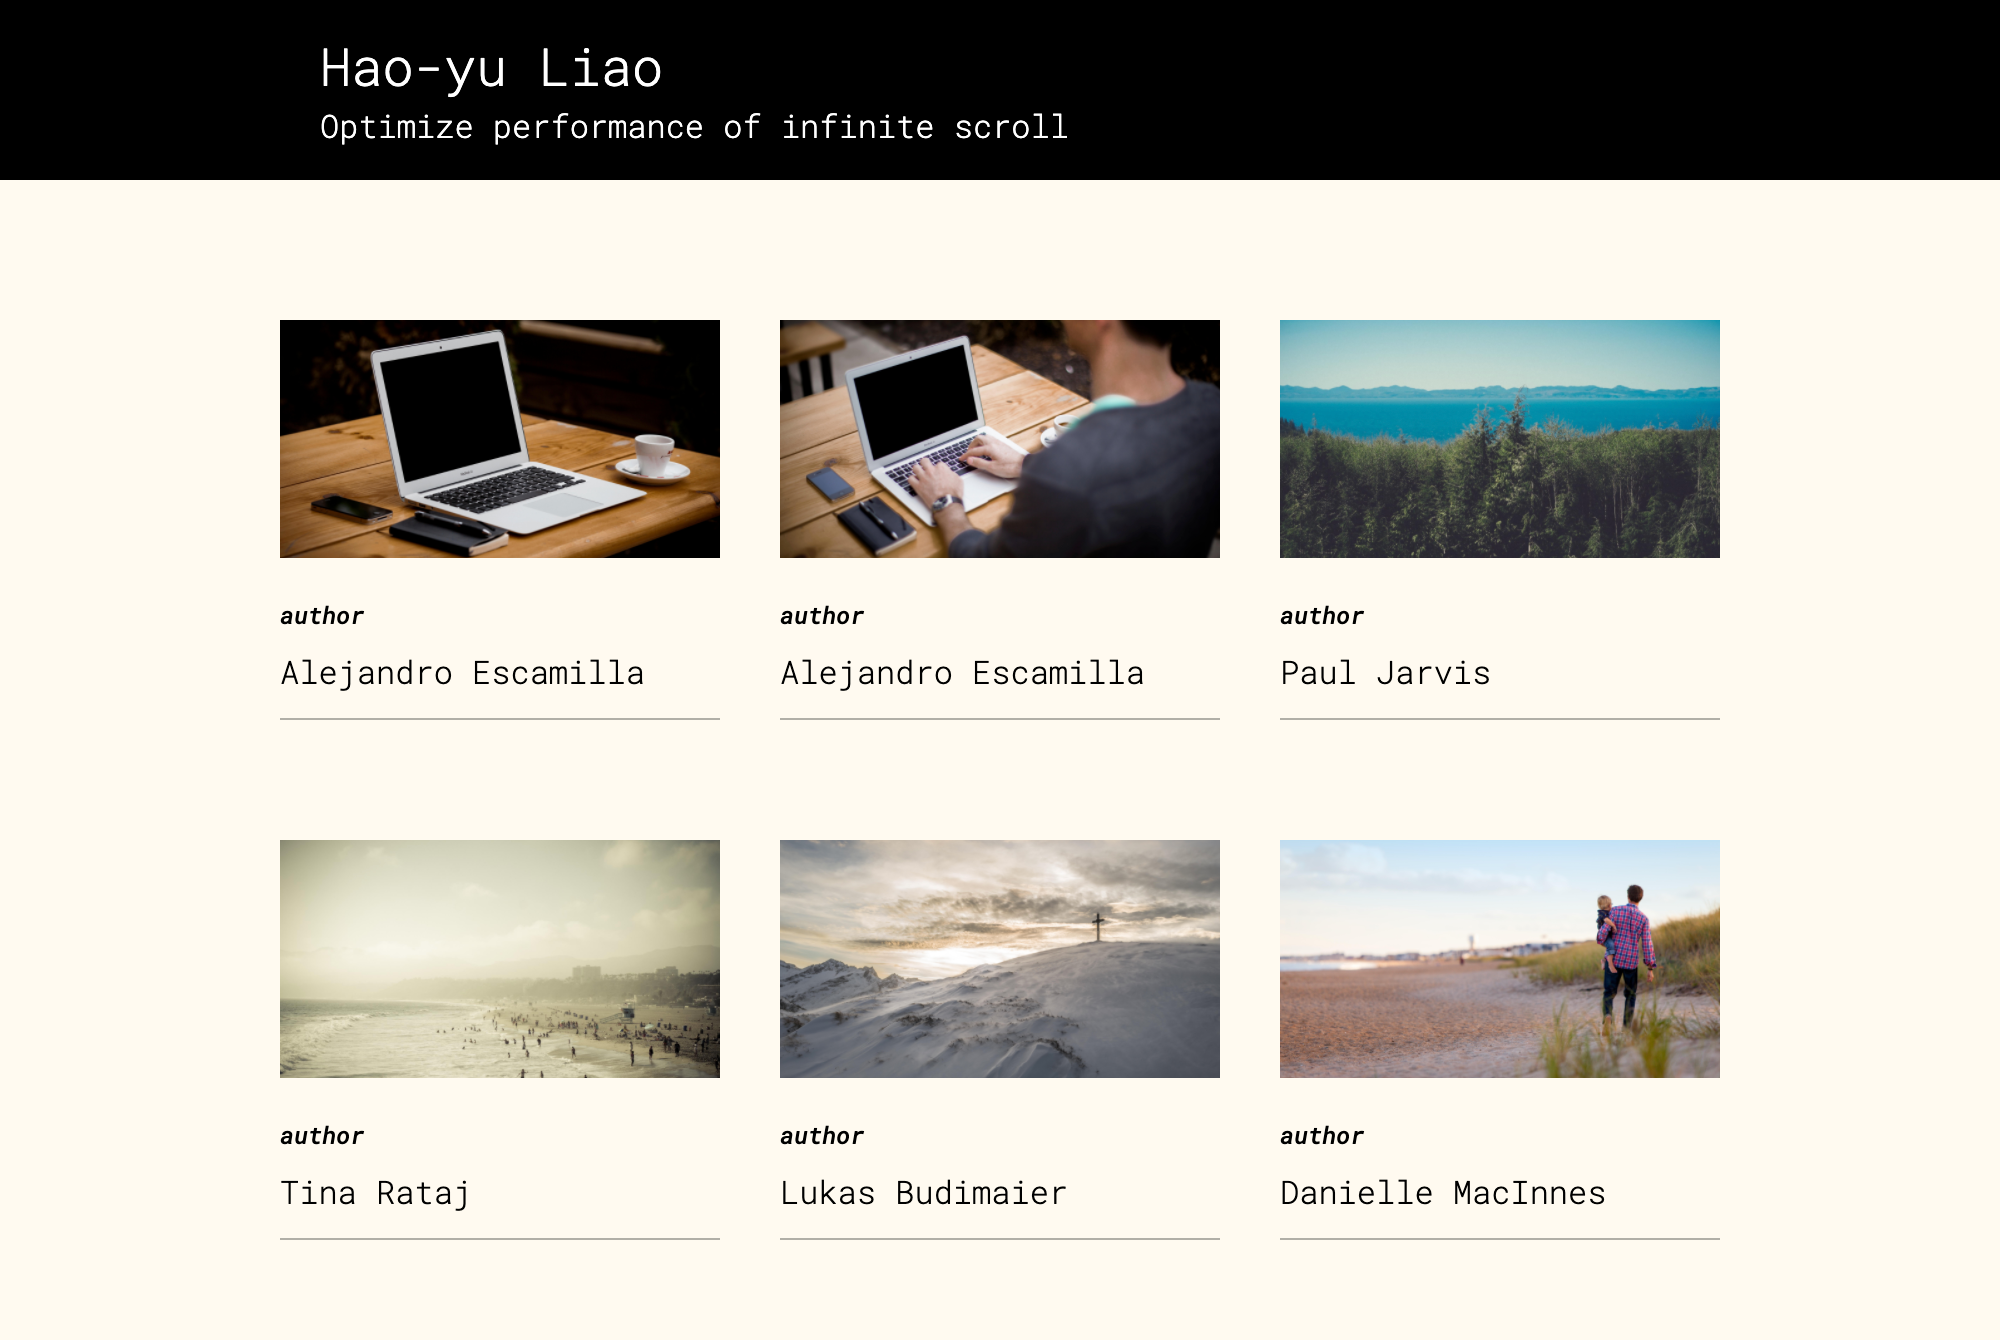 Hao-yu Liao
Optimize performance of infinite scroll
author
Alejandro Escamilla
author
Alejandro Escamilla
author
Paul Jarvis
author
Tina Rataj
author
Lukas Budimaier
author
Danielle MacInnes